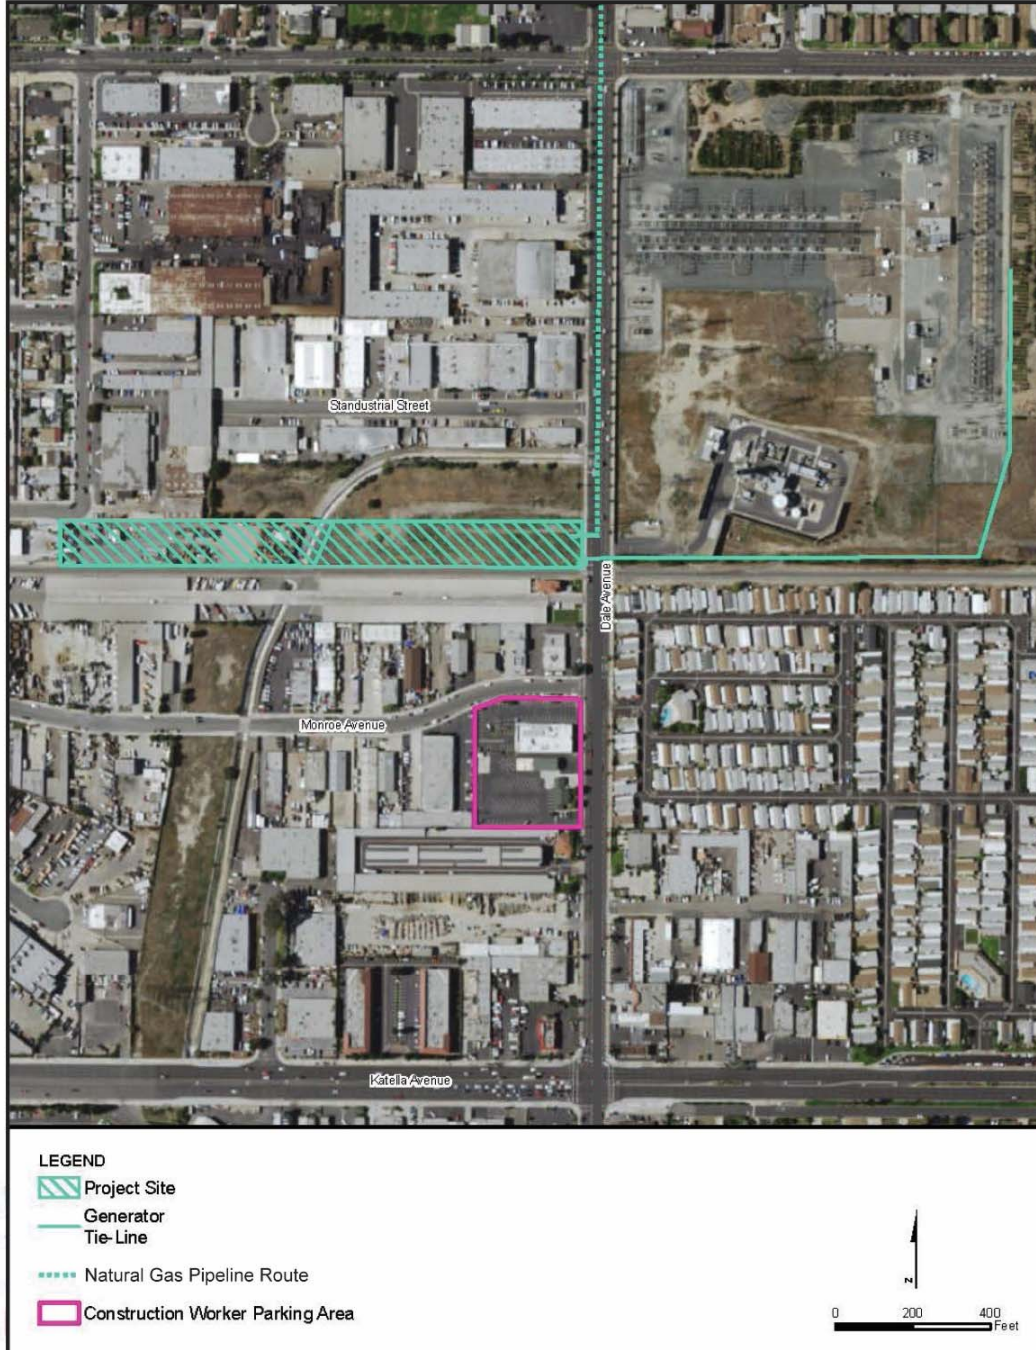 Standustrial Street
Dale Avenue
Monroe Avenue
Katella Avenue
LEGEND
Project Site
Generator
Tie-Line
Natural Gas Pipeline Route
Construction Worker Parking Area
N
0 200 400
Feet